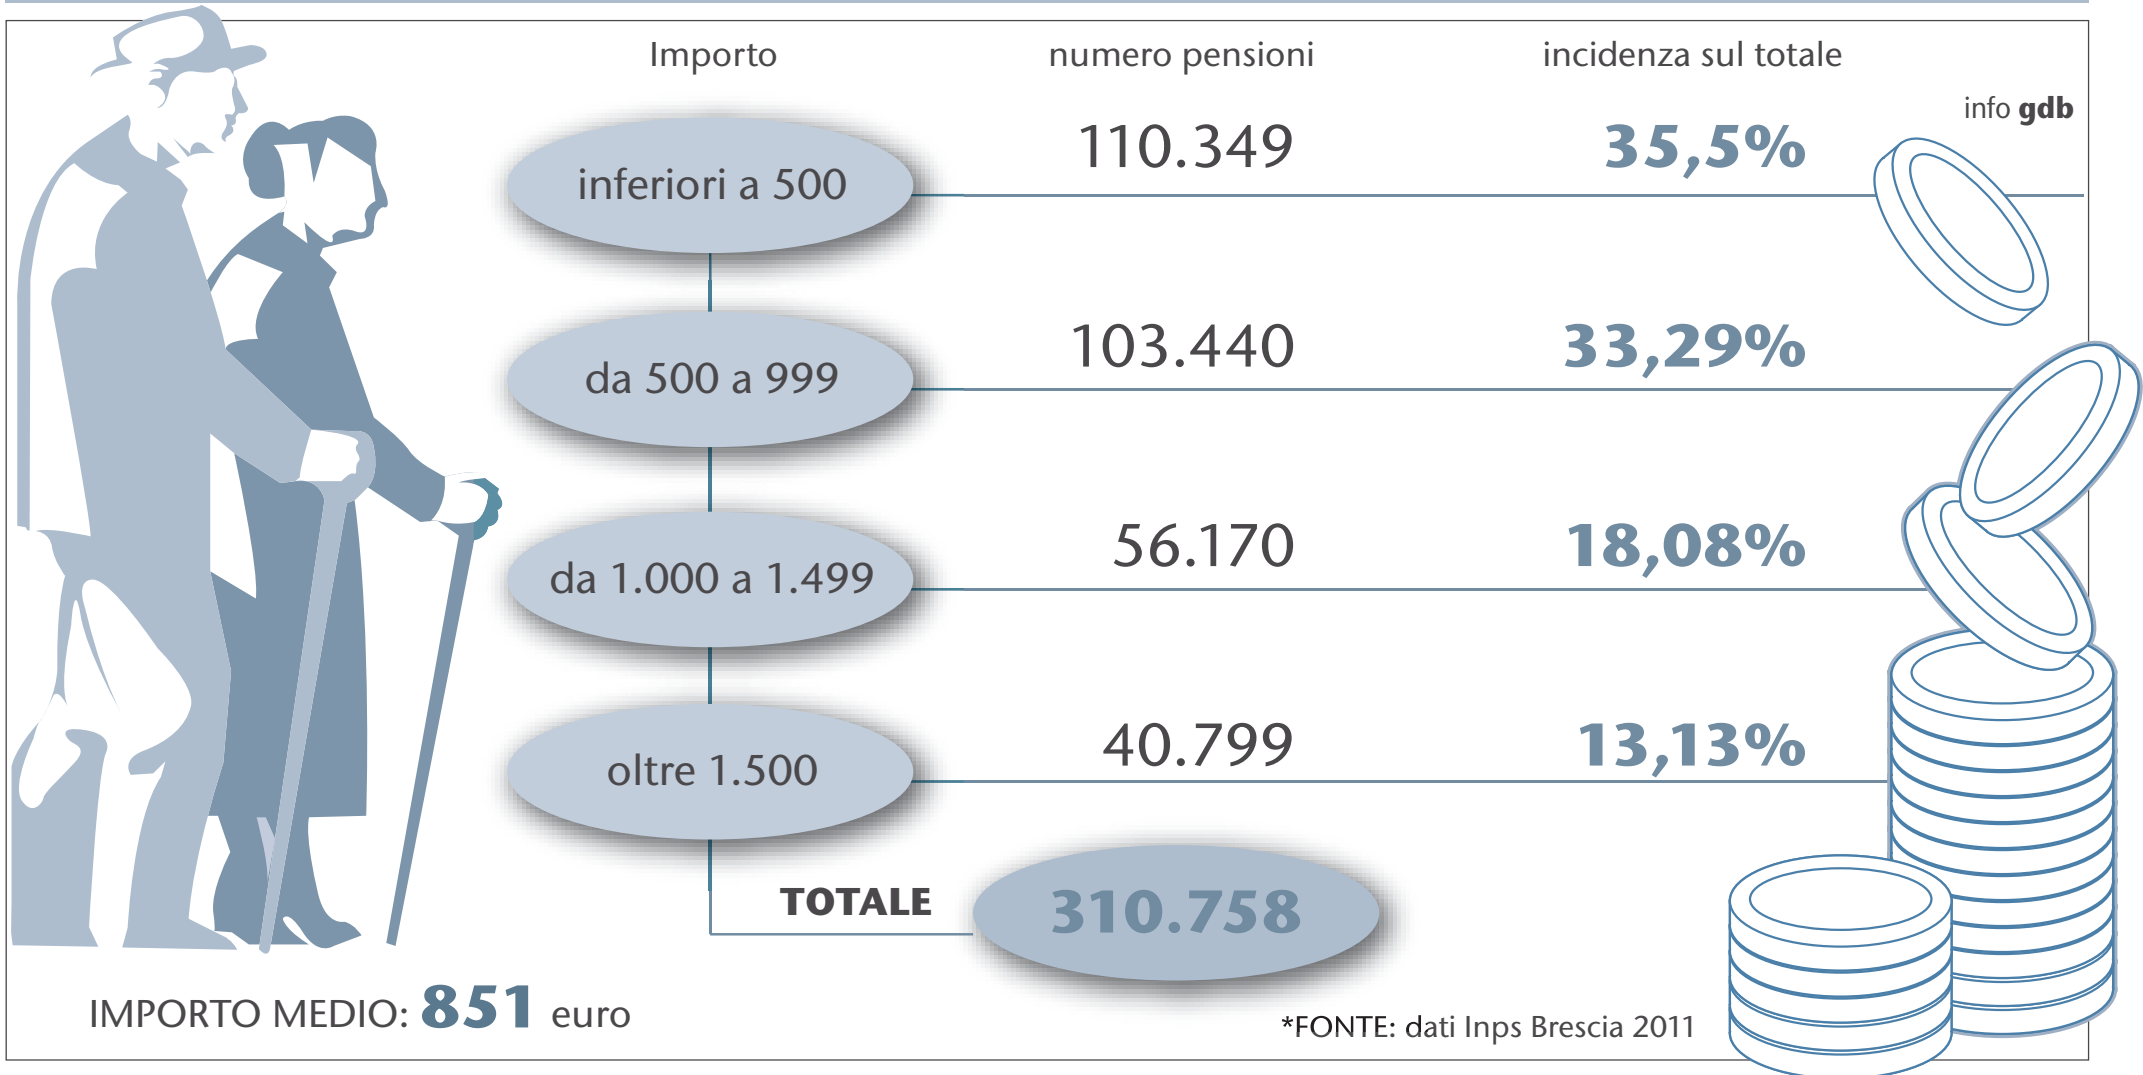 Importo numero pensioni incidenza sul totale
info gdb
inferiori a 500 110.349 35,5%
da 500 a 999 103.440 33,29%
da 1.000 a 1.499 56.170 18,08%
oltre 1.500 40.799 13,13%
TOTALE 310.758
IMPORTO MEDIO: 851 euro
*FONTE: dati Inps Brescia 2011